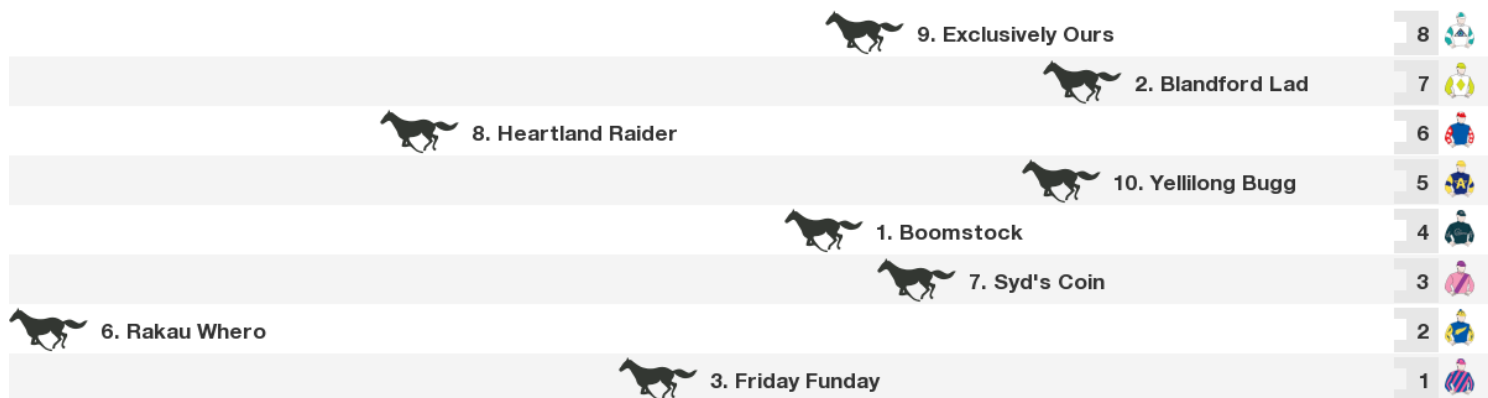 9. Exclusively Ours 8
2. Blandford Lad 7
8. Heartland Raider 6
10. Yellilong Bugg 5
A
1. Boomstock 4
7. Syd's Coin 3
6. Rakau Whero 2
3. Friday Funday 1